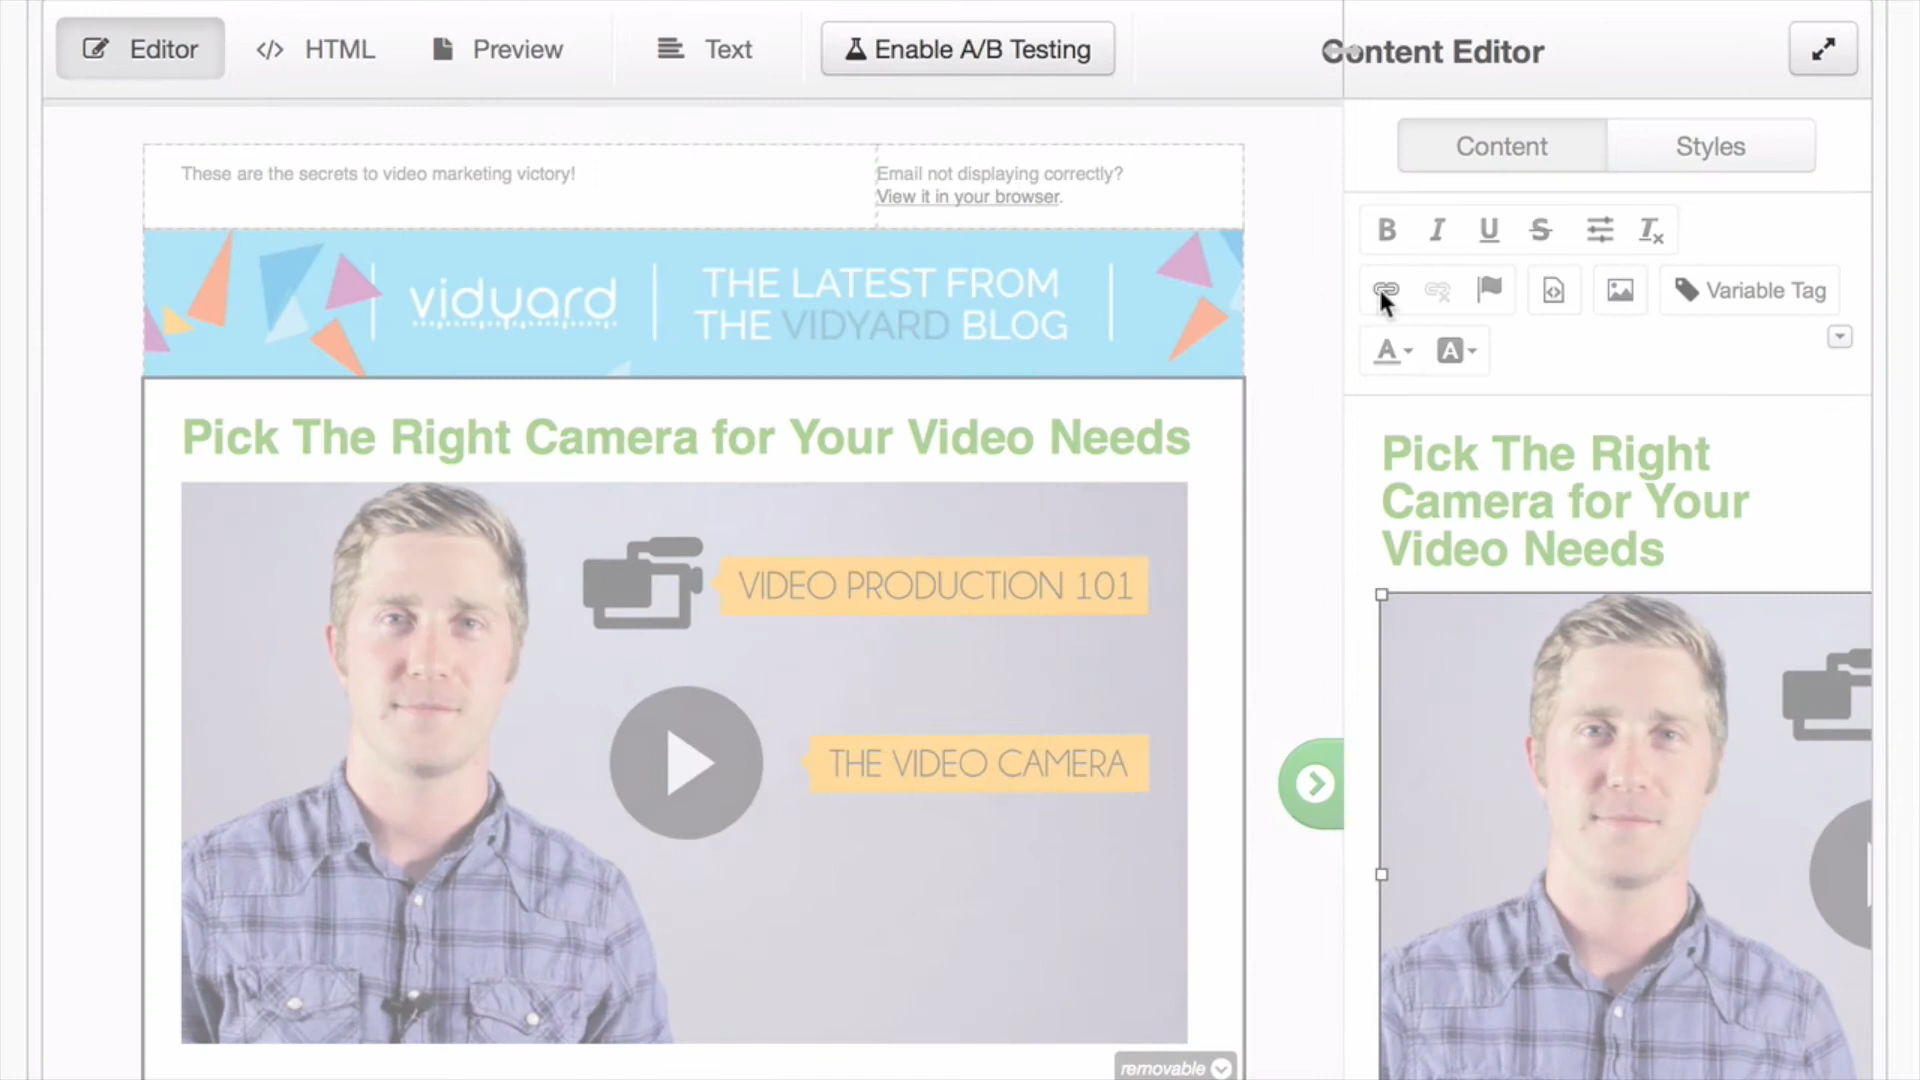 Editor
</> HTML
Preview
Text
Enable A/B Testing
Content Editor
Content
Styles
These are the secrets to video marketing victory!
Email not displaying correctly?
View it in your browser.
B I U S Tx
Variable Tag
A
A
vidyard
THE LATEST FROM
THE VIDYARD BLOG
Pick The Right Camera for Your Video Needs
VIDEO PRODUCTION 101
THE VIDEO CAMERA
removable
Pick The Right
Camera for Your
Video Needs